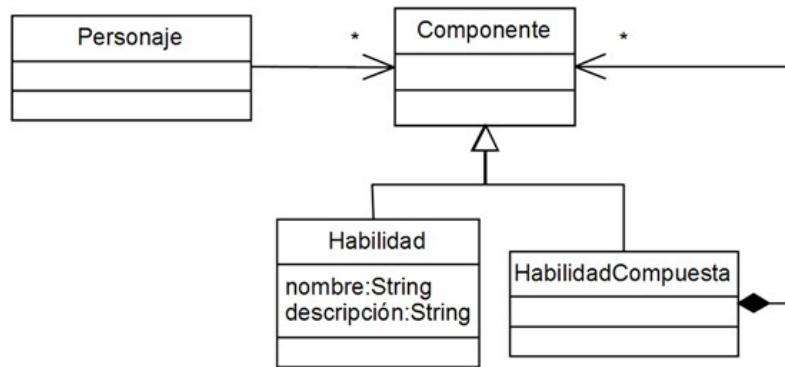 Personaje
*
Componente
*
Habilidad
nombre:String
descripción:String
HabilidadCompuesta